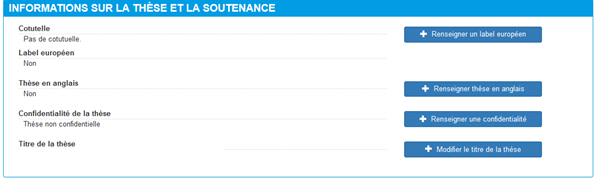 INFORMATIONS SUR LA THÈSE ET LA SOUTENANCE
Cotutelle
Pas de cotutuelle.
Renseigner un label européen
Label européen
Non
Thèse en anglais
Non
Renseigner thèse en anglais
Confidentialité de la thèse
Thèse non confidentielle
Renseigner une confidentialité
Titre de la thèse
Modifier le titre de la thèse